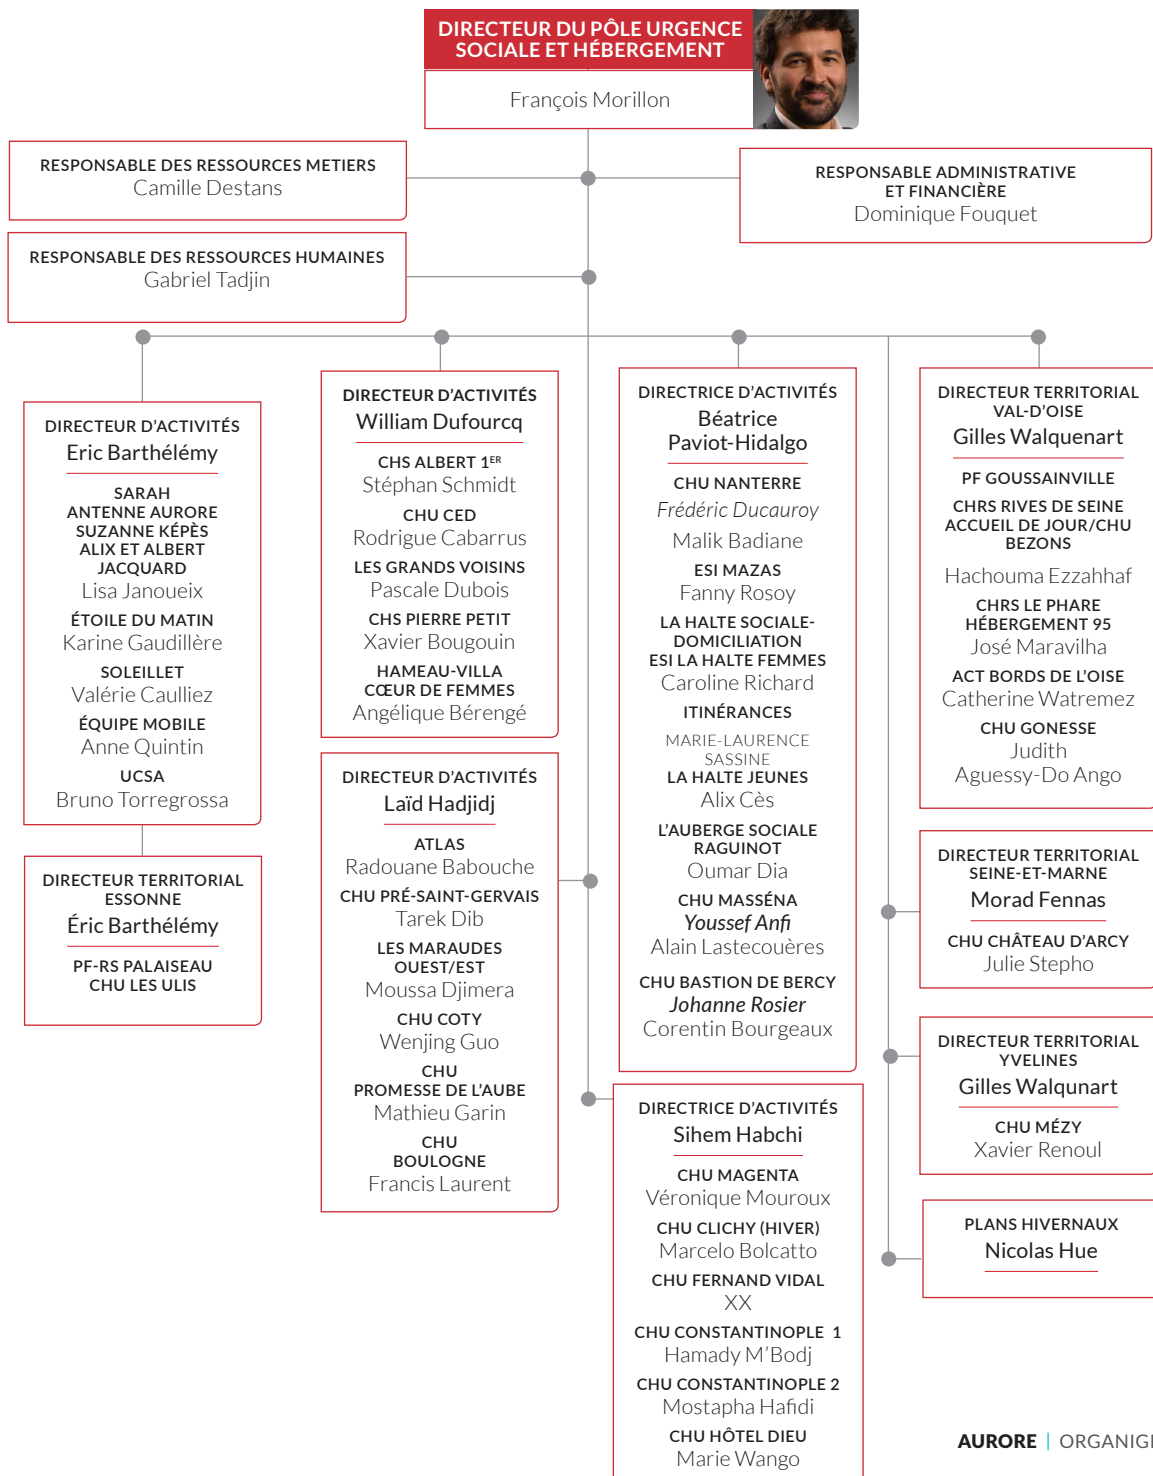 DIRECTEUR DU PÔLE URGENCE
SOCIALE ET HÉBERGEMENT
François Morillon
RESPONSABLE DES RESSOURCES METIERS
Camille Destans
RESPONSABLE ADMINISTRATIVE
ET FINANCIÈRE
Dominique Fouquet
RESPONSABLE DES RESSOURCES HUMAINES
Gabriel Tadjin
DIRECTEUR D’ACTIVITÉS
Eric Barthélémy
SARAH
ANTENNE AURORE
SUZANNE KÉPÈS
ALIX ET ALBERT
JACQUARD
Lisa Janoueix
ÉTOILE DU MATIN
Karine Gaudillère
SOLEILLET
Valérie Caulliez
ÉQUIPE MOBILE
Anne Quintin
UCSA
Bruno Torregrossa
DIRECTEUR TERRITORIAL
ESSONNE
Éric Barthélémy
PF-RS PALAISEAU
CHU LES ULIS
DIRECTEUR D’ACTIVITÉS
William Dufourcq
CHS ALBERT 1ER
Stéphan Schmidt
CHU CED
Rodrigue Cabarrus
LES GRANDS VOISINS
Pascale Dubois
CHS PIERRE PETIT
Xavier Bougouin
HAMEAU-VILLA
CŒUR DE FEMMES
Angélique Bérengé
DIRECTEUR D’ACTIVITÉS
Laïd Hadjidj
ATLAS
Radouane Babouche
CHU PRÉ-SAINT-GERVAIS
Tarek Dib
LES MARAUDES
OUEST/EST
Moussa Djimera
CHU COTY
Wenjing Guo
CHU
PROMESSE DE L’AUBE
Mathieu Garin
CHU
BOULOGNE
Francis Laurent
DIRECTRICE D’ACTIVITÉS
Béatrice
Paviot-Hidalgo
CHU NANTERRE
Frédéric Ducauroy
Malik Badiane
ESI MAZAS
Fanny Rosoy
LA HALTE SOCIALE-
DOMICILIATION
ESI LA HALTE FEMMES
Caroline Richard
ITINÉRANCES
MARIE-LAURENCE
SASSINE
LA HALTE JEUNES
Alix Cès
L’AUBERGE SOCIALE
RAGUINOT
Oumar Dia
CHU MASSÉNA
Youssef Anfi
Alain Lastecouères
CHU BASTION DE BERCY
Johanne Rosier
Corentin Bourgeaux
DIRECTRICE D’ACTIVITÉS
Sihem Habchi
CHU MAGENTA
Véronique Mouroux
CHU CLICHY (HIVER)
Marcelo Bolcatto
CHU FERNAND VIDAL
XX
CHU CONSTANTINOPLE 1
Hamady M’Bodj
CHU CONSTANTINOPLE 2
Mostapha Hafidi
CHU HÔTEL DIEU
Marie Wango
DIRECTEUR TERRITORIAL
VAL-D’OISE
Gilles Walquenart
PF GOUSSAINVILLE
CHRS RIVES DE SEINE
ACCUEIL DE JOUR/CHU
BEZONS
Hachouma Ezzahhaf
CHRS LE PHARE
HÉBERGEMENT 95
José Maravilha
ACT BORDS DE L’OISE
Catherine Watremez
CHU GONESSE
Judith
Aguessy-Do Ango
DIRECTEUR TERRITORIAL
SEINE-ET-MARNE
Morad Fennas
CHU CHÂTEAU D’ARCY
Julie Stepho
DIRECTEUR TERRITORIAL
YVELINES
Gilles Walqunart
CHU MÉZY
Xavier Renoul
PLANS HIVERNAUX
Nicolas Hue
AURORE | ORGANIG